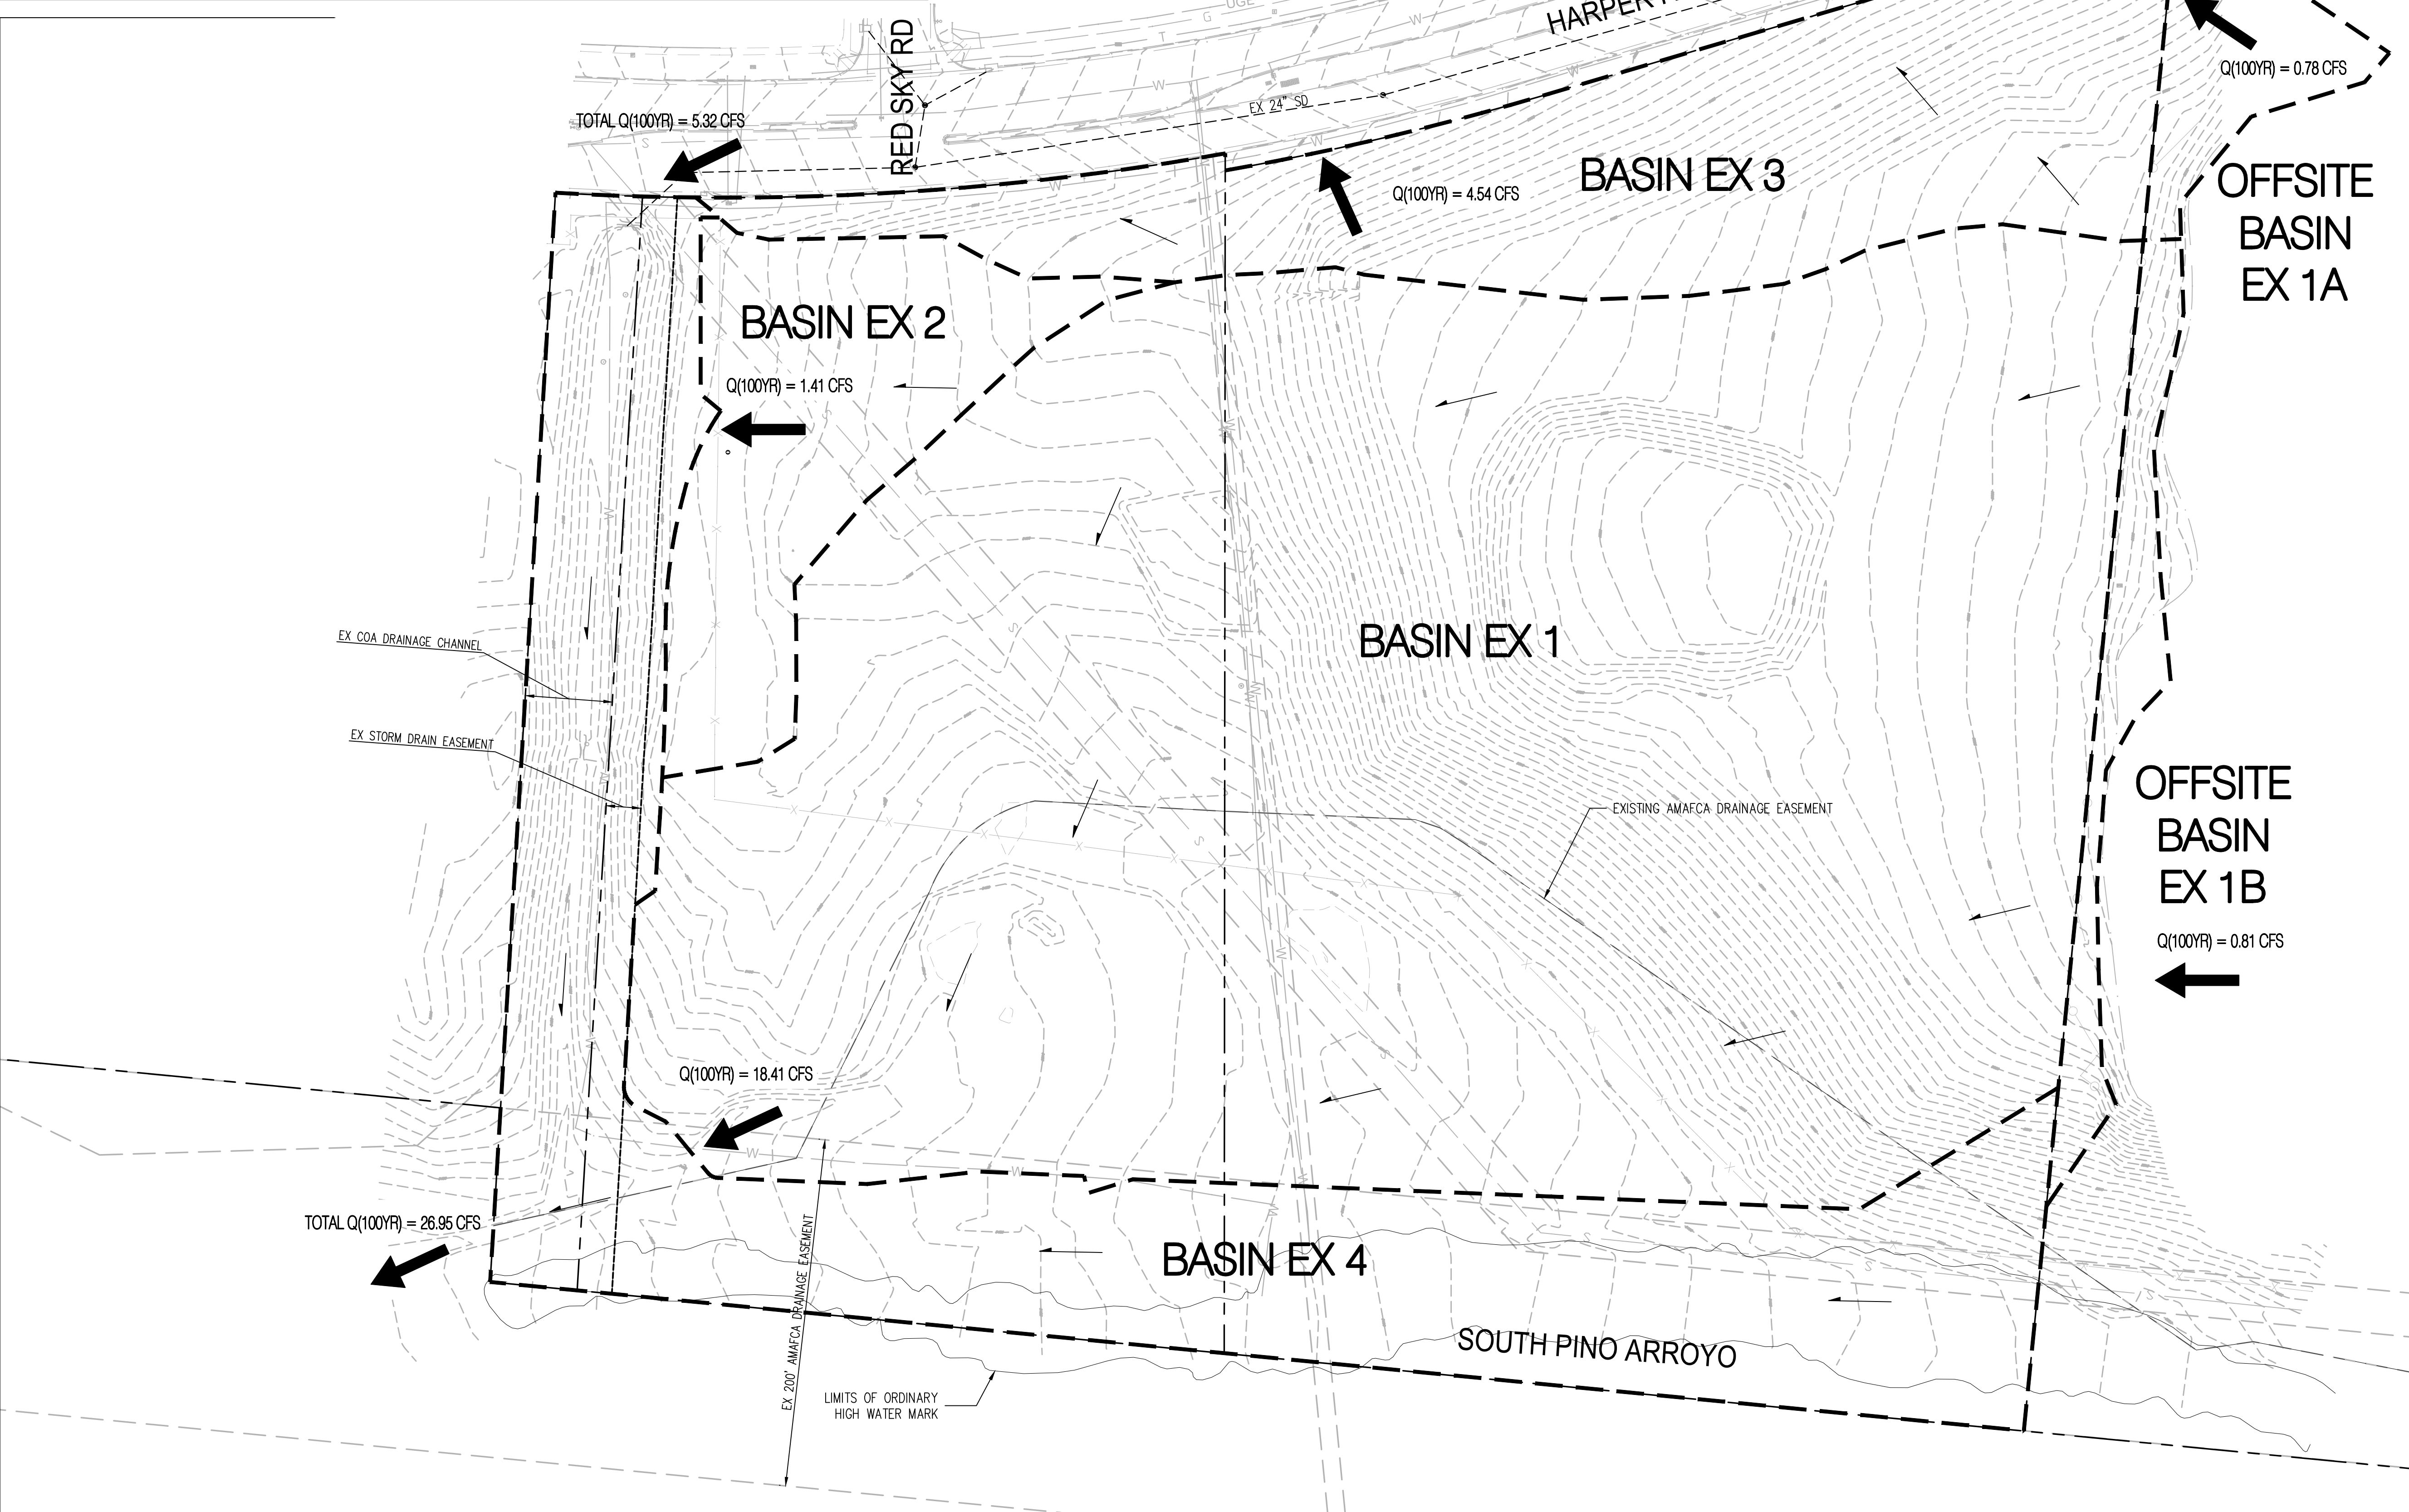 HARPER
RED SKY RD
EX 24" SD
TOTAL Q(100YR) = 5.32 CFS
Q(100YR) = 0.78 CFS
Q(100YR) = 4.54 CFS
BASIN EX 3
OFFSITE
BASIN
EX 1A
BASIN EX 2
Q(100YR) = 1.41 CFS
EX COA DRAINAGE CHANNEL
BASIN EX 1
EX STORM DRAIN EASEMENT
EXISTING AMAFCA DRAINAGE EASEMENT
OFFSITE
BASIN
EX 1B
Q(100YR) = 0.81 CFS
Q(100YR) = 18.41 CFS
TOTAL Q(100YR) = 26.95 CFS
EX 200' AMAFCA DRAINAGE EASEMENT
BASIN EX 4
SOUTH PINO ARROYO
LIMITS OF ORDINARY
HIGH WATER MARK